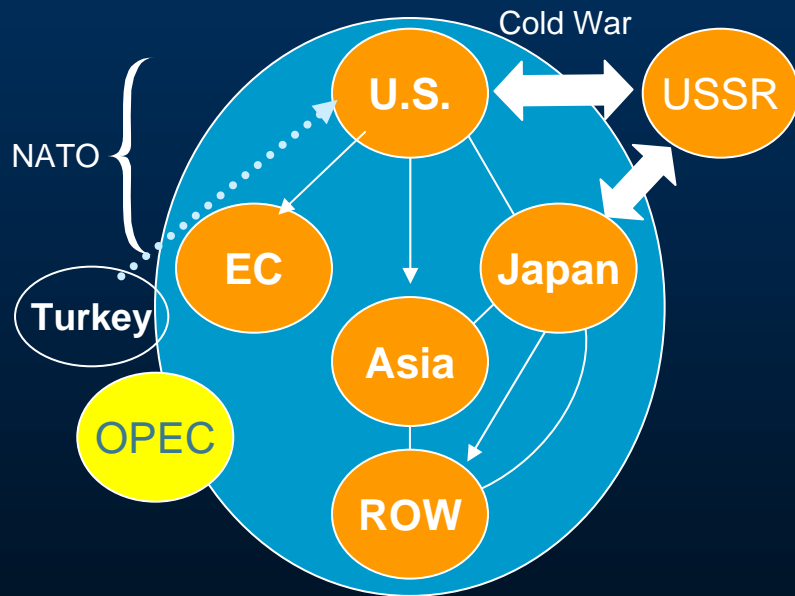 Cold War
U.S.
USSR
NATO
EC
Japan
Turkey
Asia
OPEC
ROW